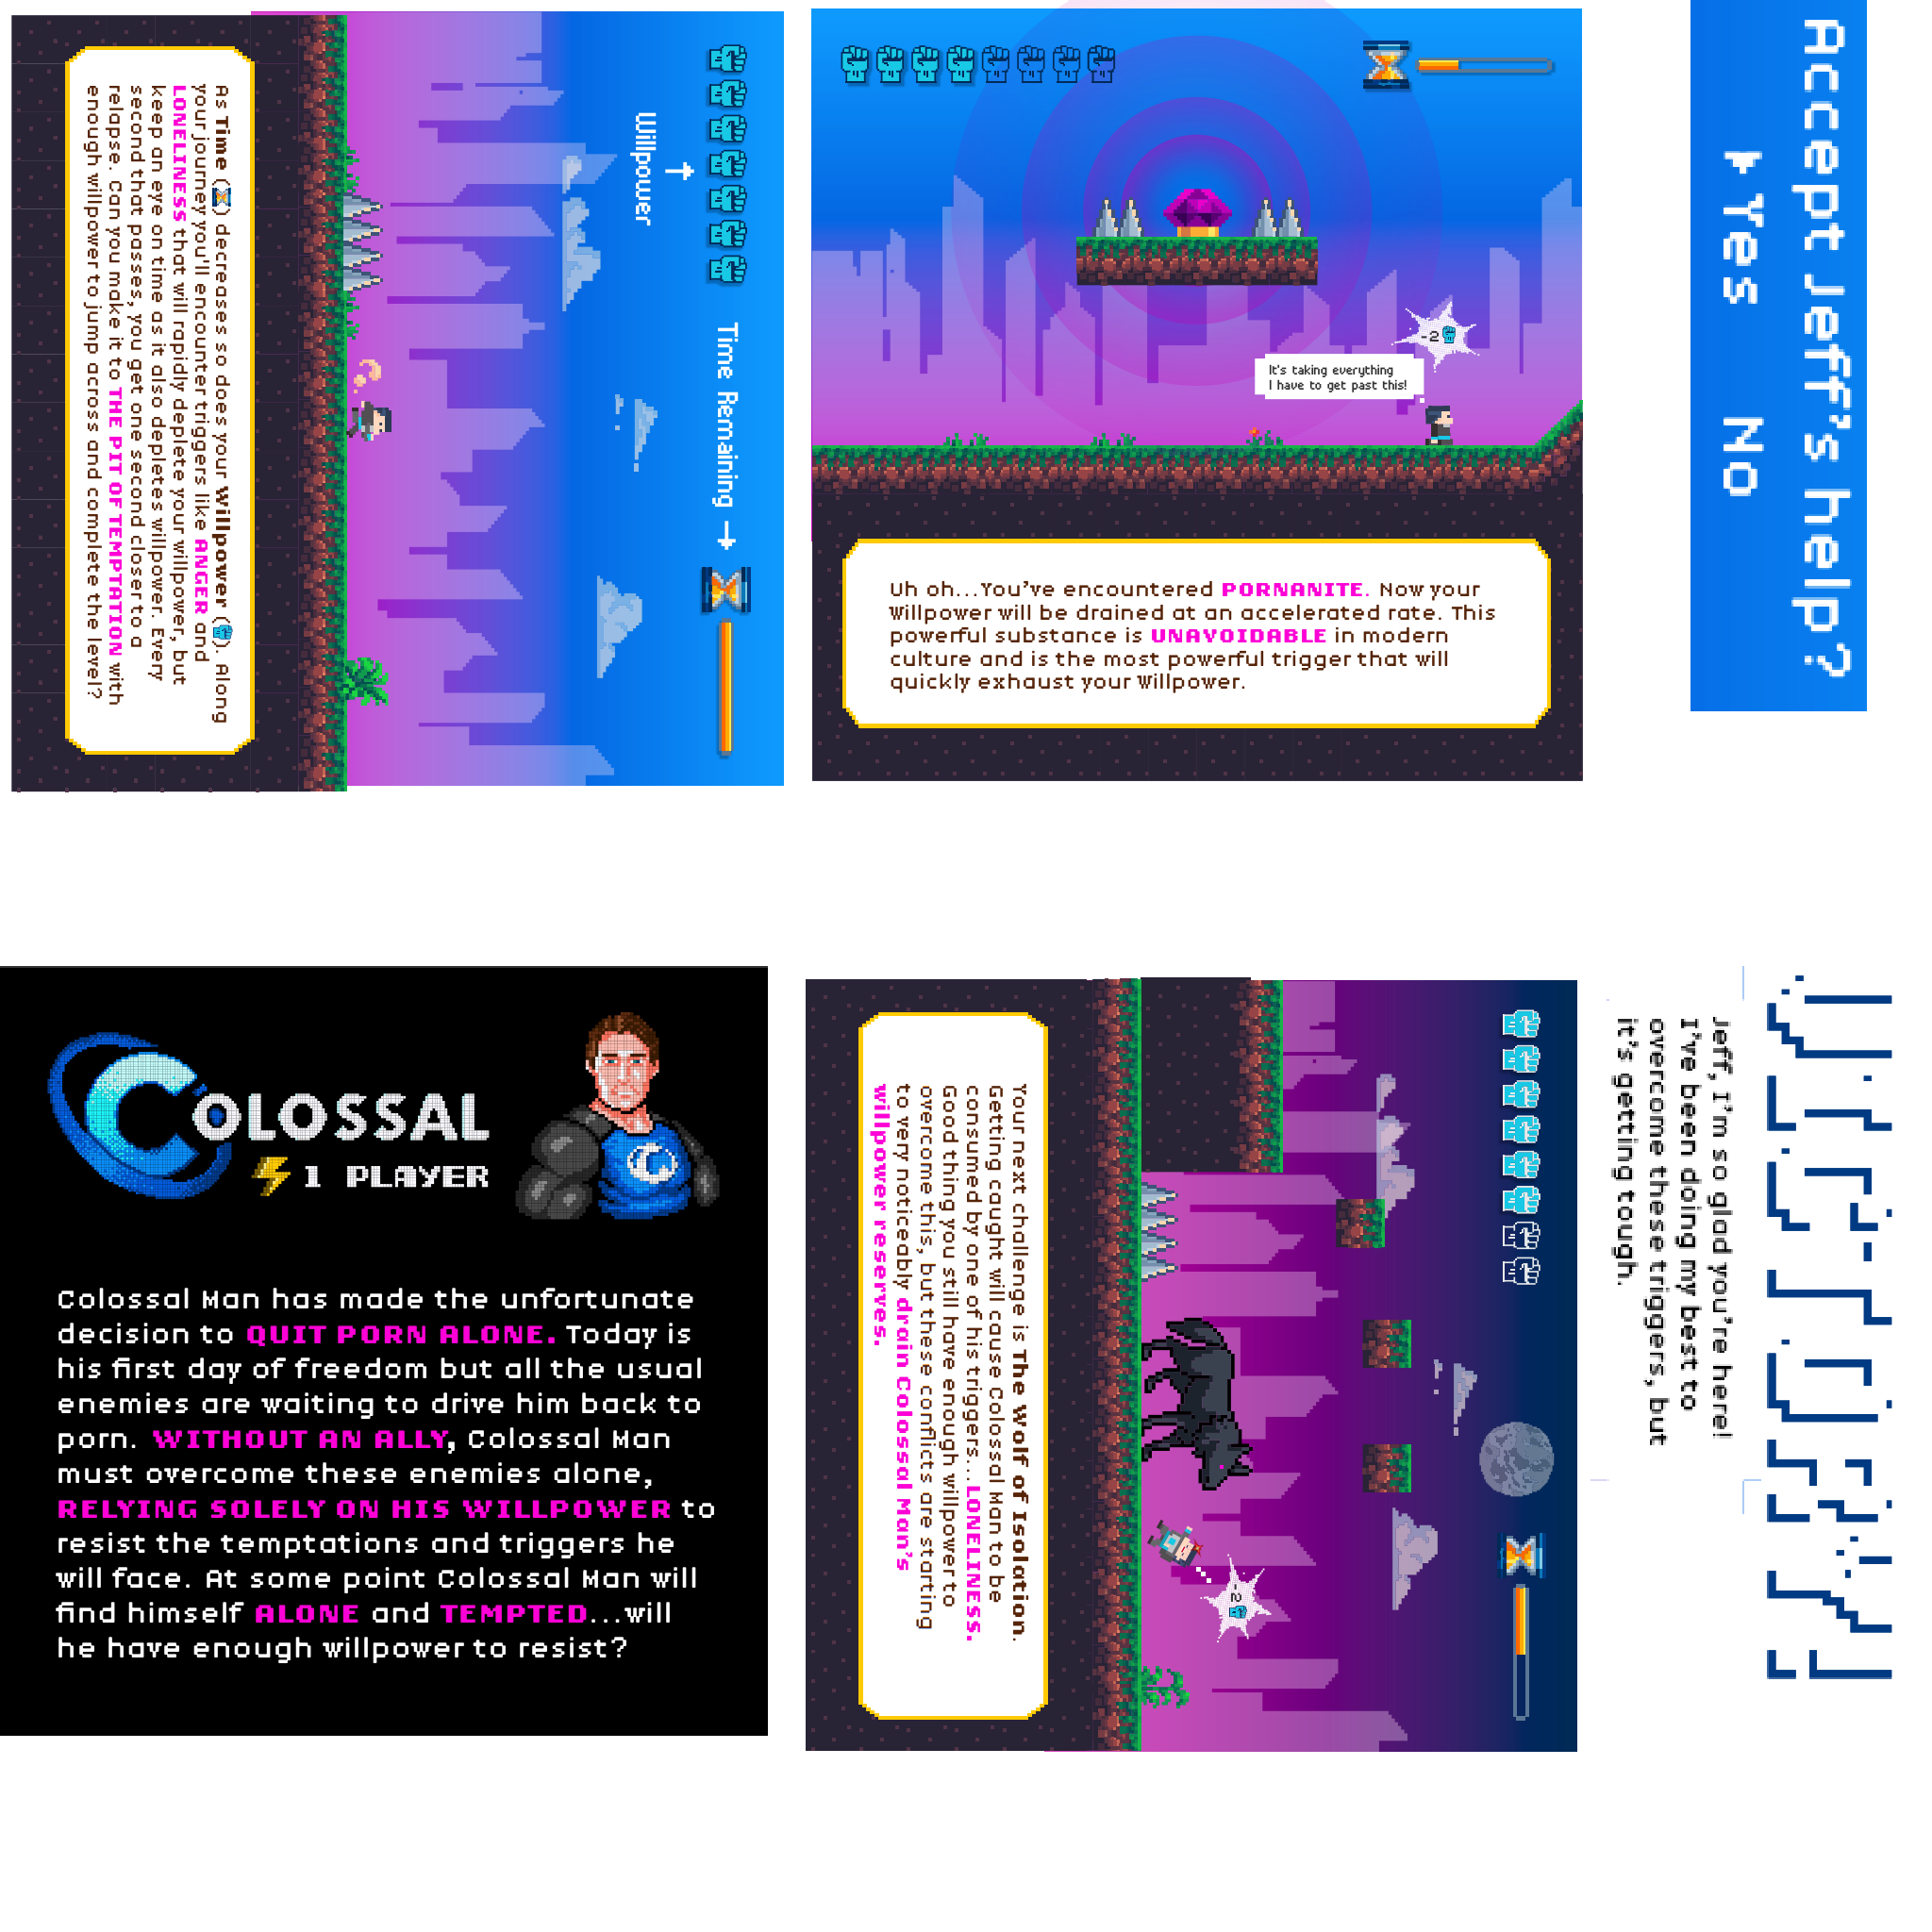 Willpower
Time Remaining
As Time ( ) decreases so does your Willpower ( ). Along
your journey you'll encounter triggers like ANGER and
LONELINESS that will rapidly deplete your willpower, but
keep an eye on time as it also depletes willpower. Every
second that passes, you get one second closer to a
relapse. Can you make it to THE PIT OF TEMPTATION with
enough willpower to jump across and complete the level?
-2
It's taking everything
I have to get past this!
Uh oh...You've encountered PORNANITE. Now your
Willpower will be drained at an accelerated rate. This
powerful substance is UNAVOIDABLE in modern
culture and is the most powerful trigger that will
quickly exhaust your Willpower.
Accept Jeff's help?
Yes No
COLOSSAL
1 PLAYER
Colossal Man has made the unfortunate
decision to QUIT PORN ALONE. Today is
his first day of freedom but all the usual
enemies are waiting to drive him back to
porn. WITHOUT AN ALLY, Colossal Man
must overcome these enemies alone,
RELYING SOLELY ON HIS WILLPOWER to
resist the temptations and triggers he
will face. At some point Colossal Man will
find himself ALONE and TEMPTED...will
he have enough willpower to resist?
-2
Your next challenge is The Wolf of Isolation.
Getting caught will cause Colossal Man to be
consumed by one of his triggers...LONELINESS.
Good thing you still have enough willpower to
overcome this, but these conflicts are starting
to very noticeably drain Colossal Man's
willpower reserves.
Jeff, I'm so glad you're here!
I've been doing my best to
overcome these triggers, but
it's getting tough.